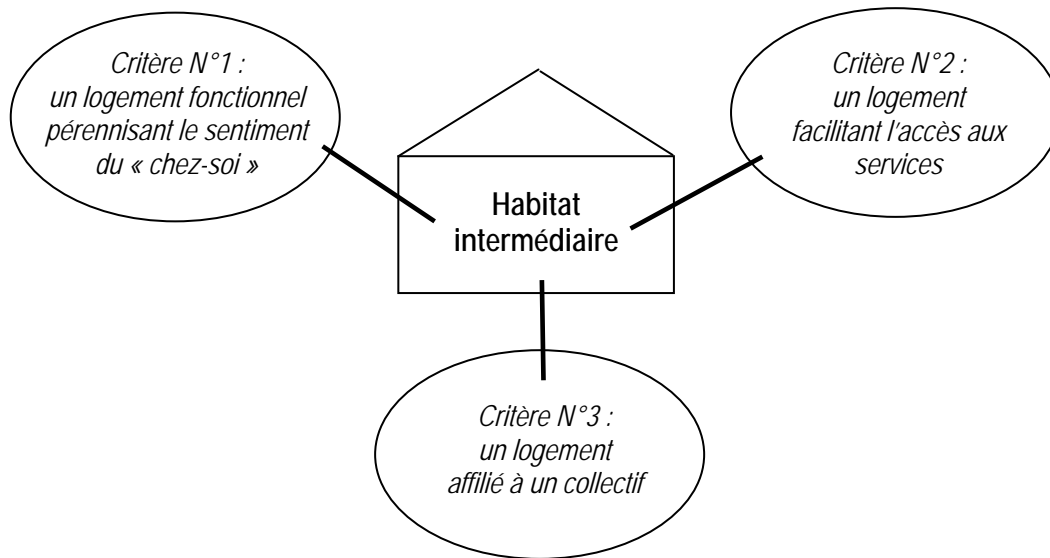 Critère N°1 :
un logement fonctionnel
pérennisant le sentiment
du « chez-soi »
Critère N°2 :
un logement
facilitant l'accès aux
services
Habitat
intermédiaire
Critère N°3 :
un logement
affilié à un collectif